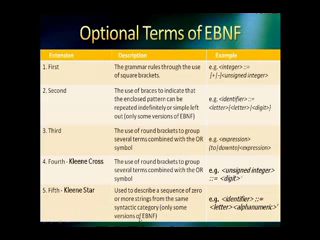 Optional Terms of EBNF
Extension Description Example
1. First The grammar rules through the use e.g. <integer> ::=
of square brackets. [+|-]<unsigned integer>
2. Second The use of braces to indicate that
the enclosed pattern can be e.g. <identifier> ::=
repeated indefinitely or simple left <letter>{<letter>|<digit>}
out (only some versions of EBNF)
3. Third The use of round brackets to group
several terms combined with the OR e.g. <expression>
symbol (to|downto)<expression>
4. Fourth - Kleene Cross The use of round brackets to group
several terms combined with the OR e.g. <unsigned integer>
symbol ::= <digit>
5. Fifth - Kleene Star Used to describe a sequence of zero
or more strings from the same e.g. <identifier> ::=
syntactic category (only some <letter><alphanumeric>*
versions of EBNF)